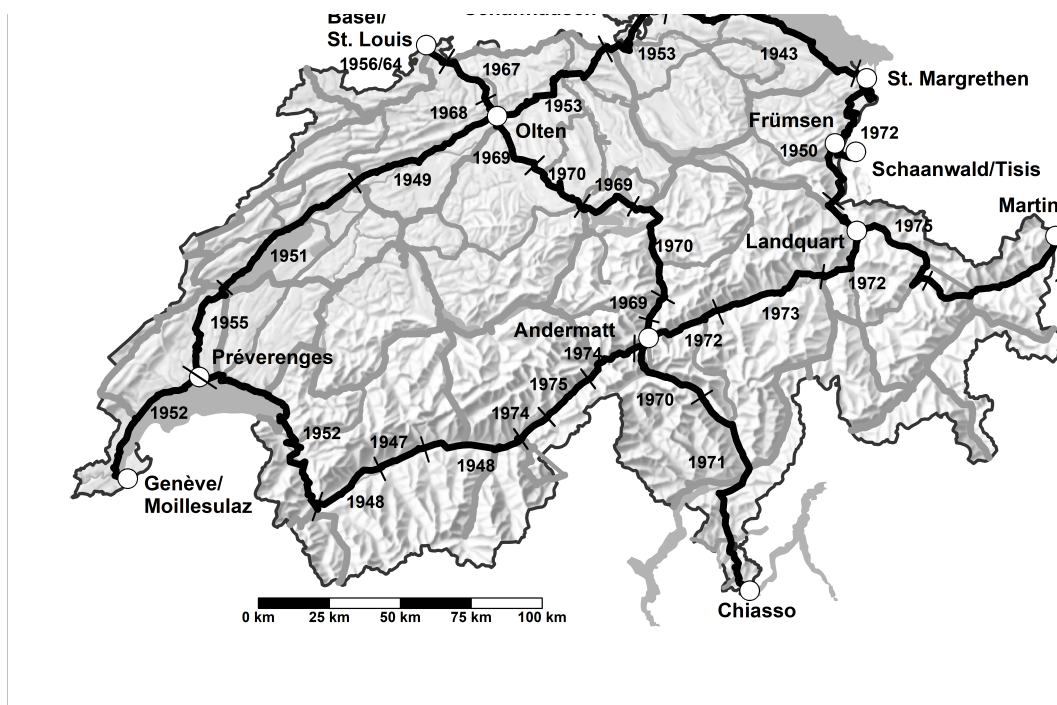 Basel/
St. Louis
1956/64
1967
1953
1943
St. Margrethen
1968
1953
Olten
Frümsen
1972
1950
Schaanwald/Tisis
1969
1970
1969
1949
Martin
1975
Landquart
1970
1951
1972
1969
1973
1955
Andermatt
1972
Préverenges
1974
1975
1970
1952
1974
1952
1947
1948
1971
1948
Genève/
Moillesulaz
Chiasso
0 km 25 km 50 km 75 km 100 km